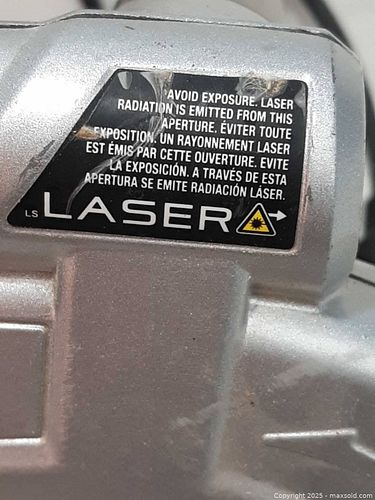 AVOID EXPOSURE. LASER
RADIATION IS EMITTED FROM THIS
APERTURE. ÉVITER TOUTE
EXPOSITION. UN RAYONNEMENT LASER
EST ÉMIS PAR CETTE OUVERTURE. EVITE
LA EXPOSICIÓN. A TRAVÉS DE ESTA
APERTURA SE EMITE RADIACIÓN LÁSER.
LS LASER
Copyright 2025 - maxsold.com